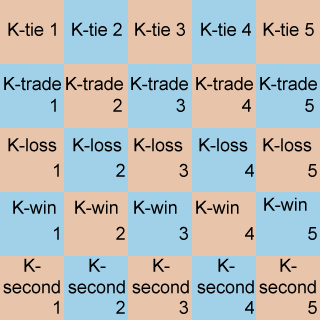 K-tie 1 K-tie 2 K-tie 3 K-tie 4 K-tie 5
K-trade K-trade K-trade K-trade K-trade
1 2 3 4 5
K-loss K-loss K-loss K-loss K-loss
1 2 3 4 5
K-win K-win K-win K-win K-win
1 2 3 4 5
K- K- K- K- K-
second second second second second
1 2 3 4 5